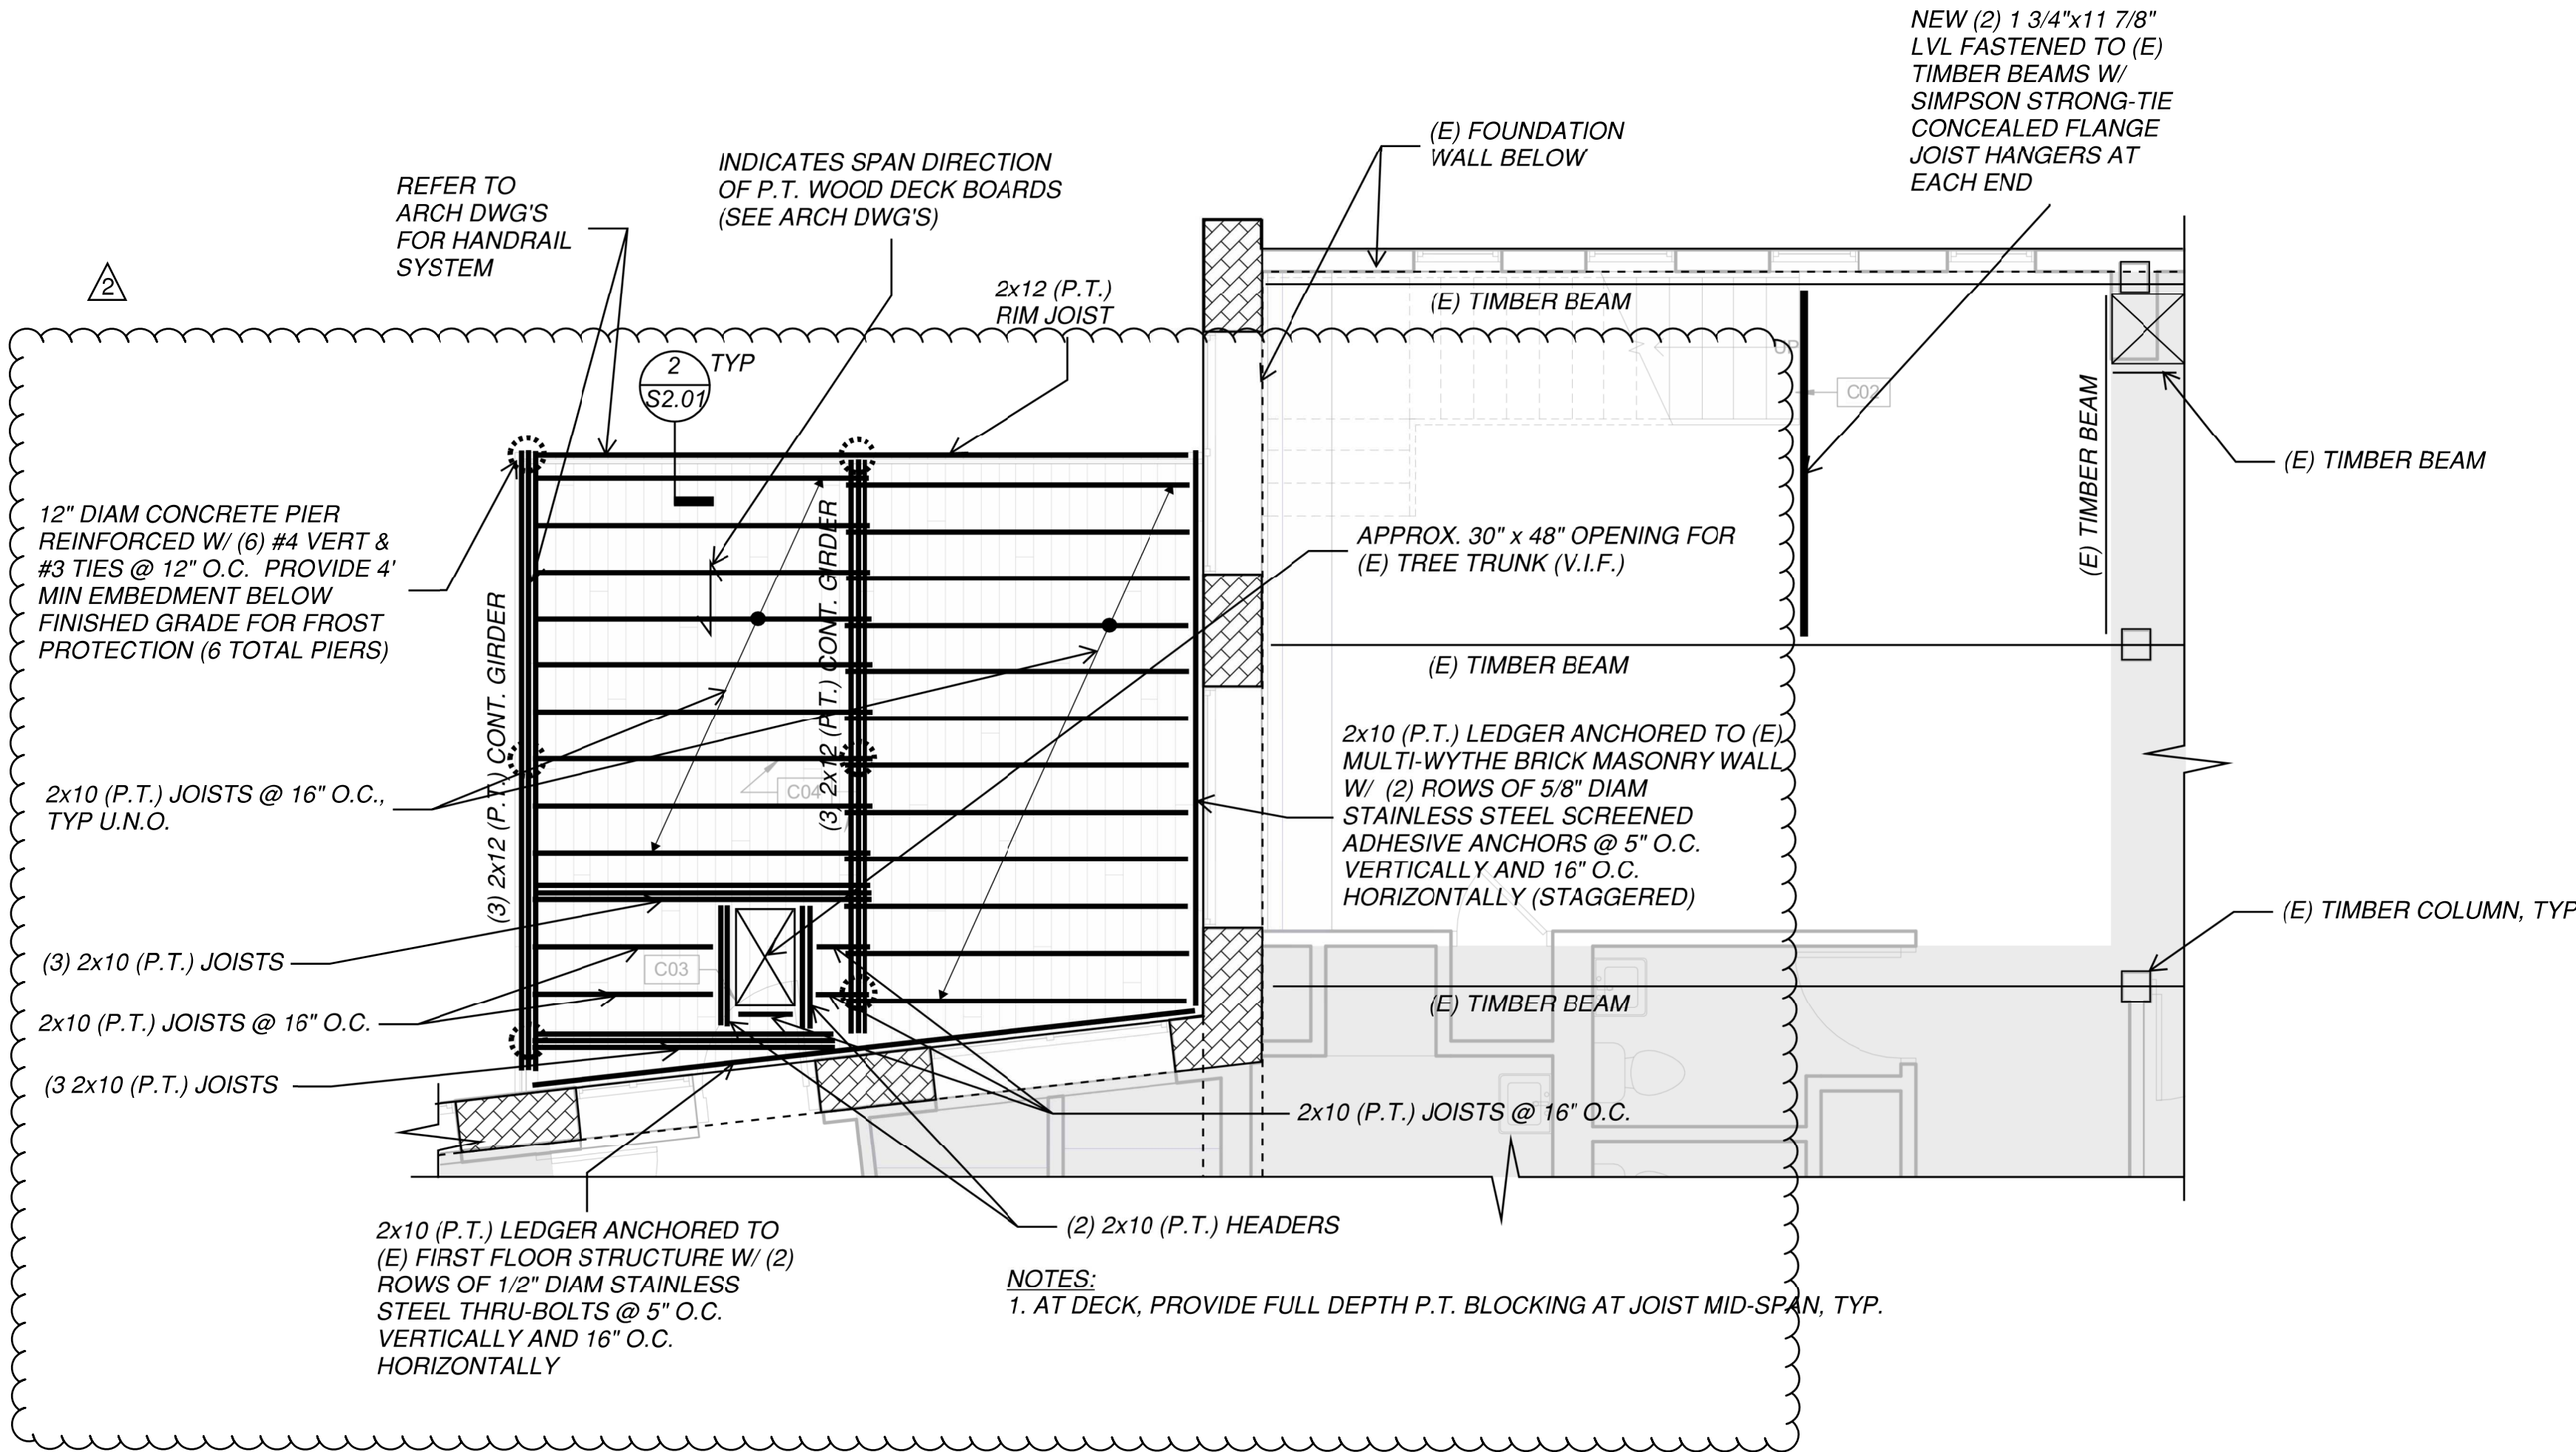 NEW (2) 1 3/4"x11 7/8"
LVL FASTENED TO (E)
TIMBER BEAMS W/
SIMPSON STRONG-TIE
CONCEALED FLANGE
JOIST HANGERS AT
EACH END
(E) FOUNDATION
WALL BELOW
INDICATES SPAN DIRECTION
OF P.T. WOOD DECK BOARDS
(SEE ARCH DWG'S)
REFER TO
ARCH DWG'S
FOR HANDRAIL
SYSTEM
2
2x12 (P.T.)
RIM JOIST
(E) TIMBER BEAM
2
S2.01
TYP
UP
C02
(E) TIMBER BEAM
(E) TIMBER BEAM
12" DIAM CONCRETE PIER
REINFORCED W/ (6) #4 VERT &
#3 TIES @ 12" O.C. PROVIDE 4'
MIN EMBEDMENT BELOW
FINISHED GRADE FOR FROST
PROTECTION (6 TOTAL PIERS)
(3) 2x12 (P.T.) CONT. GIRDER
(3) 2x12 (P.T.) CONT. GIRDER
APPROX. 30" x 48" OPENING FOR
(E) TREE TRUNK (V.I.F.)
(E) TIMBER BEAM
2x10 (P.T.) LEDGER ANCHORED TO (E)
MULTI-WYTHE BRICK MASONRY WALL
W/ (2) ROWS OF 5/8" DIAM
STAINLESS STEEL SCREENED
ADHESIVE ANCHORS @ 5" O.C.
VERTICALLY AND 16" O.C.
HORIZONTALLY (STAGGERED)
C04
2x10 (P.T.) JOISTS @ 16" O.C.,
TYP U.N.O.
(E) TIMBER COLUMN, TYP
(3) 2x10 (P.T.) JOISTS
C03
(E) TIMBER BEAM
2x10 (P.T.) JOISTS @ 16" O.C.
(3 2x10 (P.T.) JOISTS
2x10 (P.T.) JOISTS @ 16" O.C.
(2) 2x10 (P.T.) HEADERS
2x10 (P.T.) LEDGER ANCHORED TO
(E) FIRST FLOOR STRUCTURE W/ (2)
ROWS OF 1/2" DIAM STAINLESS
STEEL THRU-BOLTS @ 5" O.C.
VERTICALLY AND 16" O.C.
HORIZONTALLY
NOTES:
1. AT DECK, PROVIDE FULL DEPTH P.T. BLOCKING AT JOIST MID-SPAN, TYP.